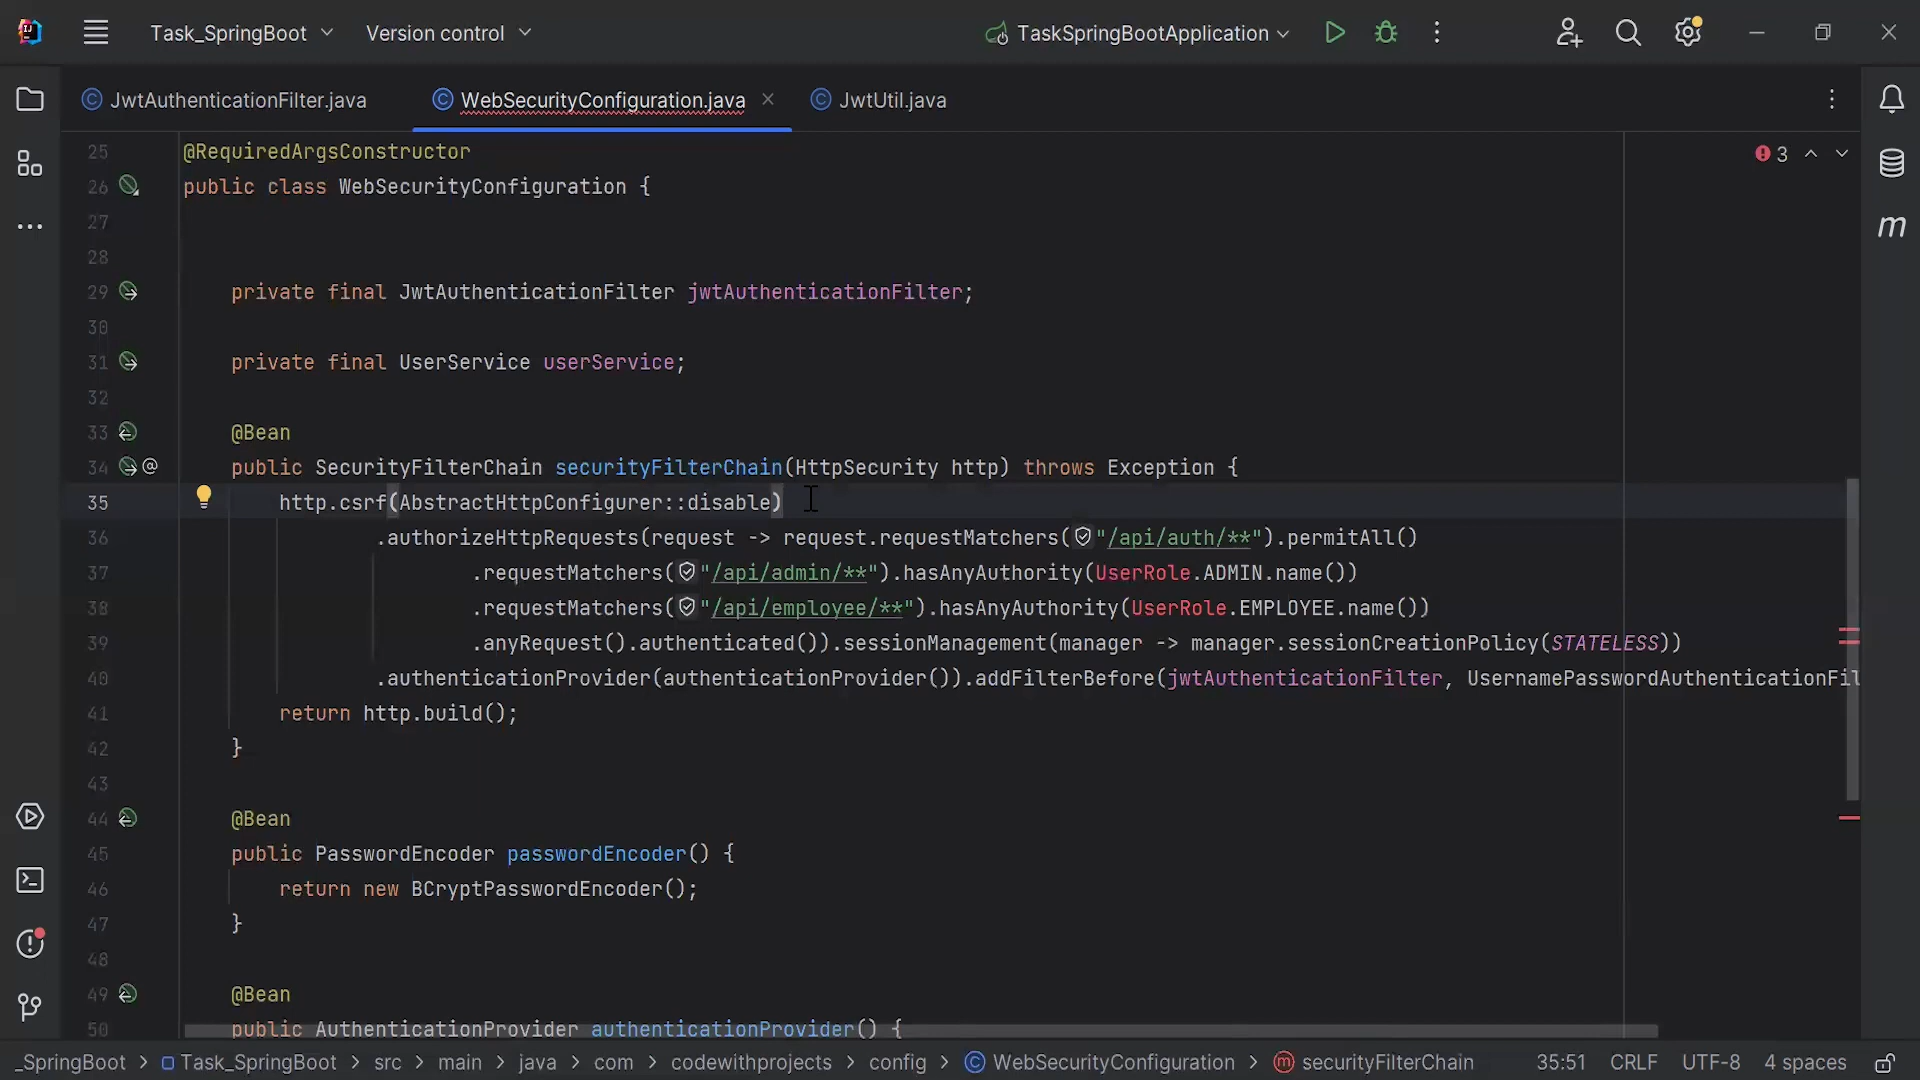 Task_SpringBoot
Version control
TaskSpringBootApplication
JwtAuthenticationFilter.java
WebSecurityConfiguration.java
JwtUtil.java
3
25 @RequiredArgsConstructor
26 public class WebSecurityConfiguration {
27
28
29 private final JwtAuthenticationFilter jwtAuthenticationFilter;
30
31 private final UserService userService;
32
33 @Bean
34 public SecurityFilterChain securityFilterChain(HttpSecurity http) throws Exception {
35 http.csrf(AbstractHttpConfigurer::disable)
36 .authorizeHttpRequests(request -> request.requestMatchers("/api/auth/**").permitAll()
37 .requestMatchers("/api/admin/**").hasAnyAuthority(UserRole.ADMIN.name())
38 .requestMatchers("/api/employee/**").hasAnyAuthority(UserRole.EMPLOYEE.name())
39 .anyRequest().authenticated()).sessionManagement(manager -> manager.sessionCreationPolicy(STATELESS))
40 .authenticationProvider(authenticationProvider()).addFilterBefore(jwtAuthenticationFilter, UsernamePasswordAuthenticationFil
41 return http.build();
42 }
43
44 @Bean
45 public PasswordEncoder passwordEncoder() {
46 return new BCryptPasswordEncoder();
47 }
48
49 @Bean
50 public AuthenticationProvider authenticationProvider() {
_SpringBoot > Task_SpringBoot > src > main > java > com > codewithprojects > config > WebSecurityConfiguration > securityFilterChain
35:51 CRLF UTF-8 4 spaces